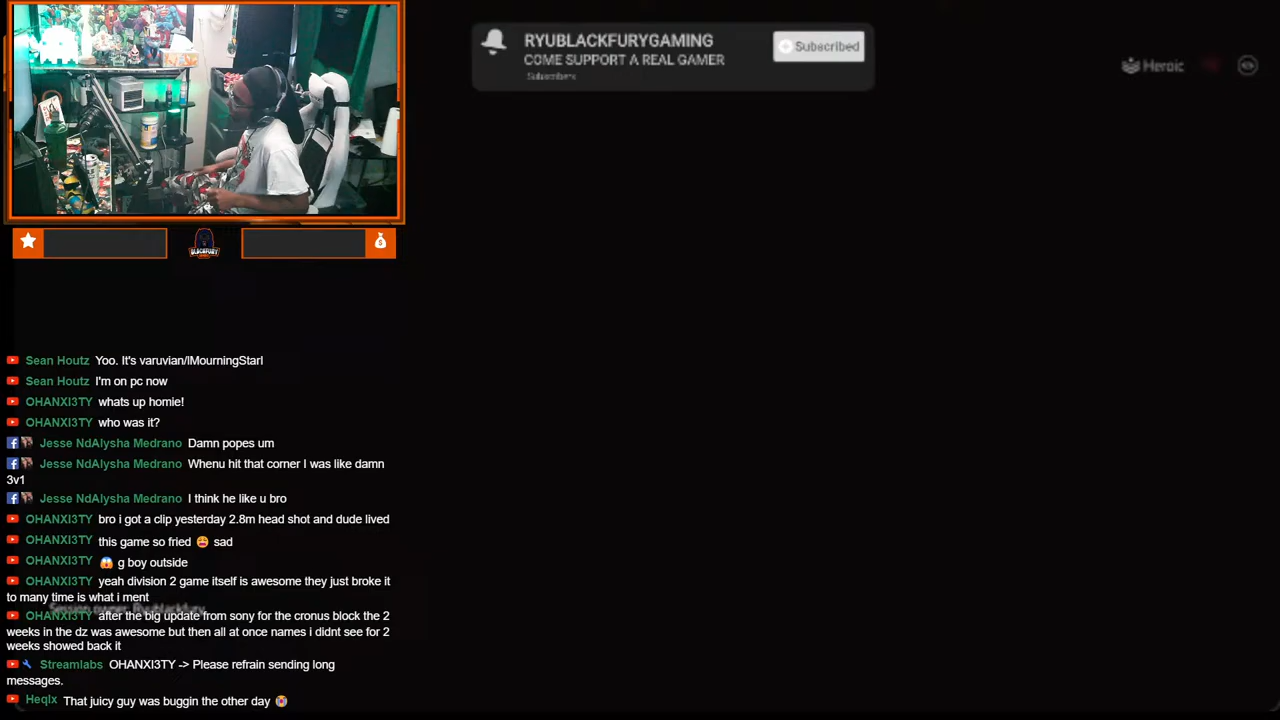 RYUBLACKFURYGAMING
COME SUPPORT A REAL GAMER
Subscribers
Subscribed
Heroic
BLACKFURY
Sean Houtz Yoo. It's varuvian/lMourningStarl
Sean Houtz I'm on pc now
OHANXI3TY whats up homie!
OHANXI3TY who was it?
Jesse NdAlysha Medrano Damn popes um
Jesse NdAlysha Medrano Whenu hit that corner I was like damn
3v1
Jesse NdAlysha Medrano I think he like u bro
OHANXI3TY bro i got a clip yesterday 2.8m head shot and dude lived
OHANXI3TY this game so fried 😩 sad
OHANXI3TY 😱 g boy outside
OHANXI3TY yeah division 2 game itself is awesome they just broke it
to many time is what i ment
Session owner: Ryublackfury
OHANXI3TY after the big update from sony for the cronus block the 2
weeks in the dz was awesome but then all at once names i didnt see for 2
weeks showed back it
Streamlabs OHANXI3TY -> Please refrain sending long
messages.
Heqlx That juicy guy was buggin the other day 😭